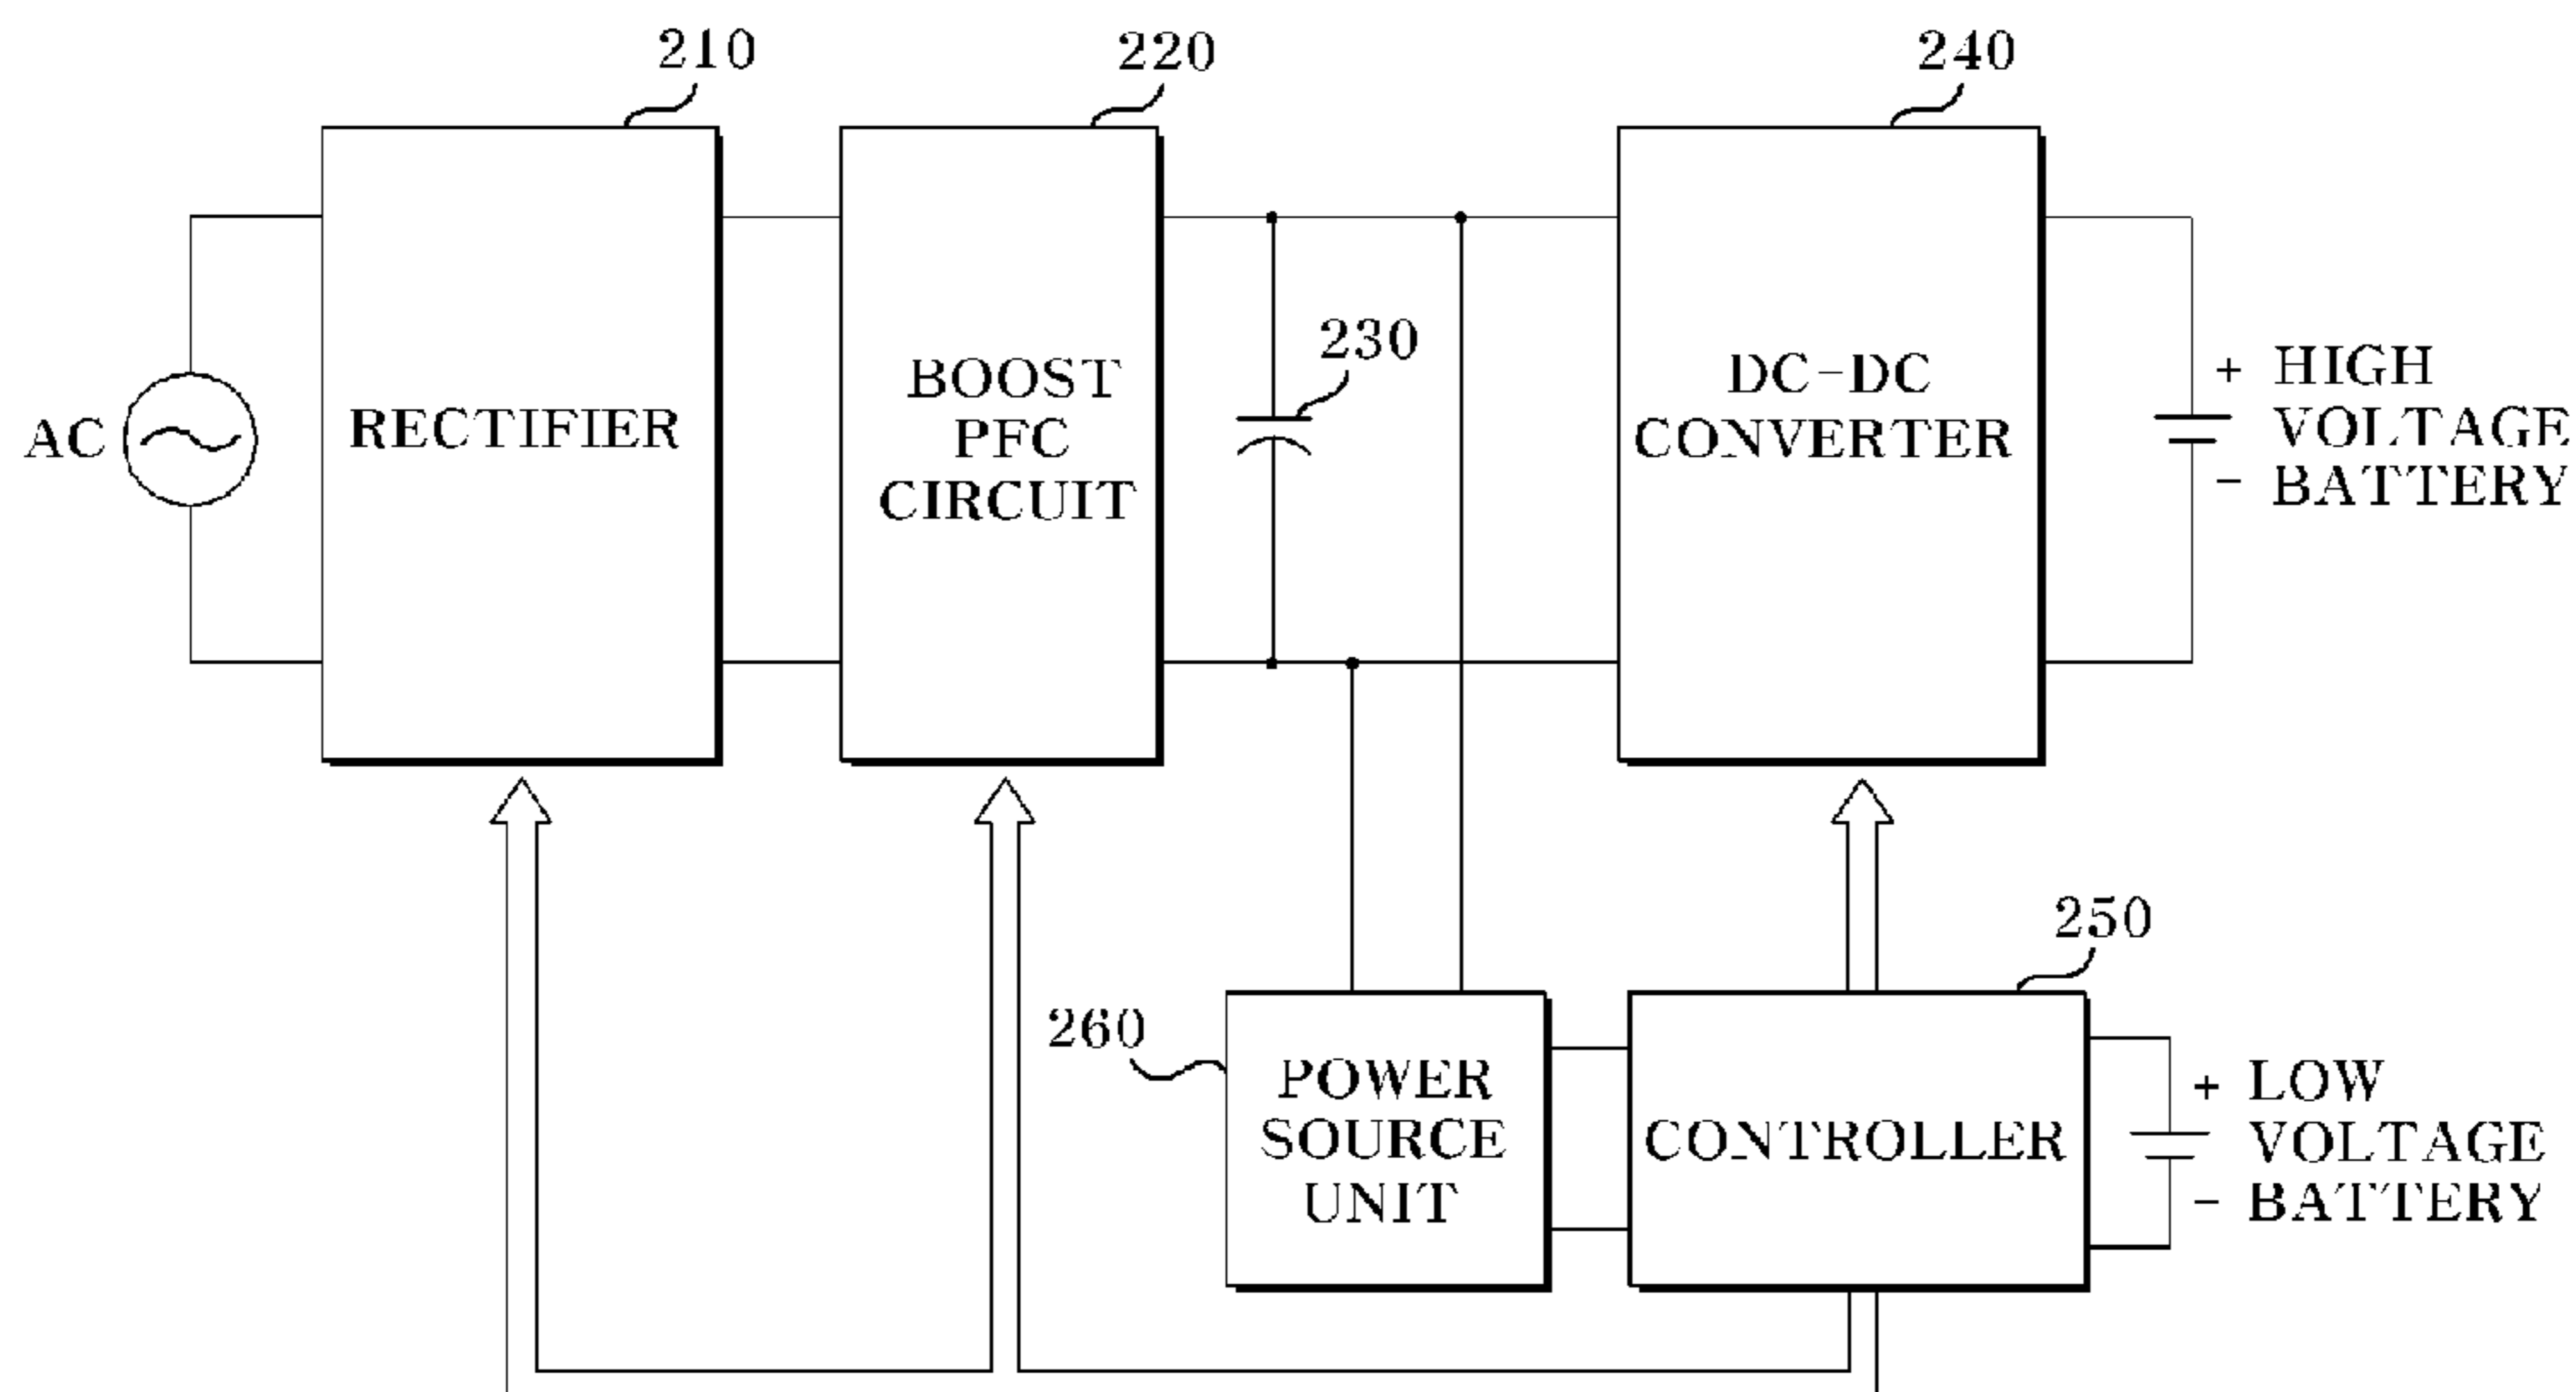 210
220
240
230
AC
RECTIFIER
BOOST
PFC
CIRCUIT
DC-DC
CONVERTER
+ HIGH
VOLTAGE
- BATTERY
250
260
POWER
SOURCE
UNIT
CONTROLLER
+ LOW
VOLTAGE
- BATTERY